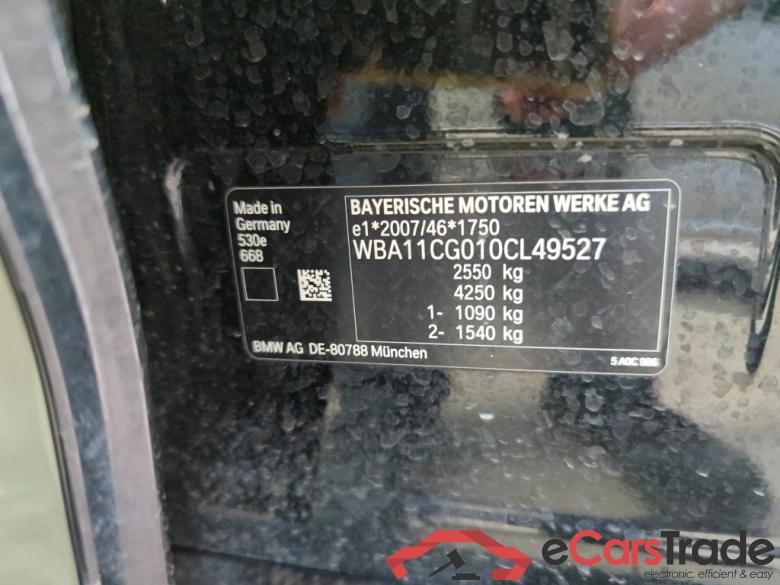 Made in
Germany
530e
668
BAYERISCHE MOTOREN WERKE AG
e1*2007/46*1750
WBA11CG010CL49527
2550 kg
4250 kg
1- 1090 kg
2- 1540 kg
BMW AG DE-80788 München
5 A0C 986
eCarsTrade
electronic, efficient & easy